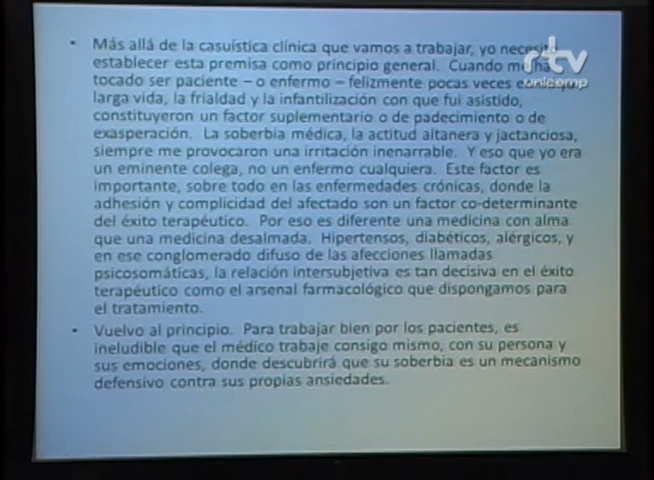 • Más allá de la casuística clínica que vamos a trabajar, yo necesito
establecer esta premisa como principio general. Cuando me ha
tocado ser paciente – o enfermo – felizmente pocas veces en
larga vida, la frialdad y la infantilización con que fui asistido,
constituyeron un factor suplementario o de padecimiento o de
exasperación. La soberbia médica, la actitud altanera y jactanciosa,
siempre me provocaron una irritación inenarrable. Y eso que yo era
un eminente colega, no un enfermo cualquiera. Este factor es
importante, sobre todo en las enfermedades crónicas, donde la
adhesión y complicidad del afectado son un factor co-determinante
del éxito terapéutico. Por eso es diferente una medicina con alma
que una medicina desalmada. Hipertensos, diabéticos, alérgicos, y
en ese conglomerado difuso de las afecciones llamadas
psicosomáticas, la relación intersubjetiva es tan decisiva en el éxito
terapéutico como el arsenal farmacológico que dispongamos para
el tratamiento.
• Vuelvo al principio. Para trabajar bien por los pacientes, es
ineludible que el médico trabaje consigo mismo, con su persona y
sus emociones, donde descubrirá que su soberbia es un mecanismo
defensivo contra sus propias ansiedades.
rtv
unicamp